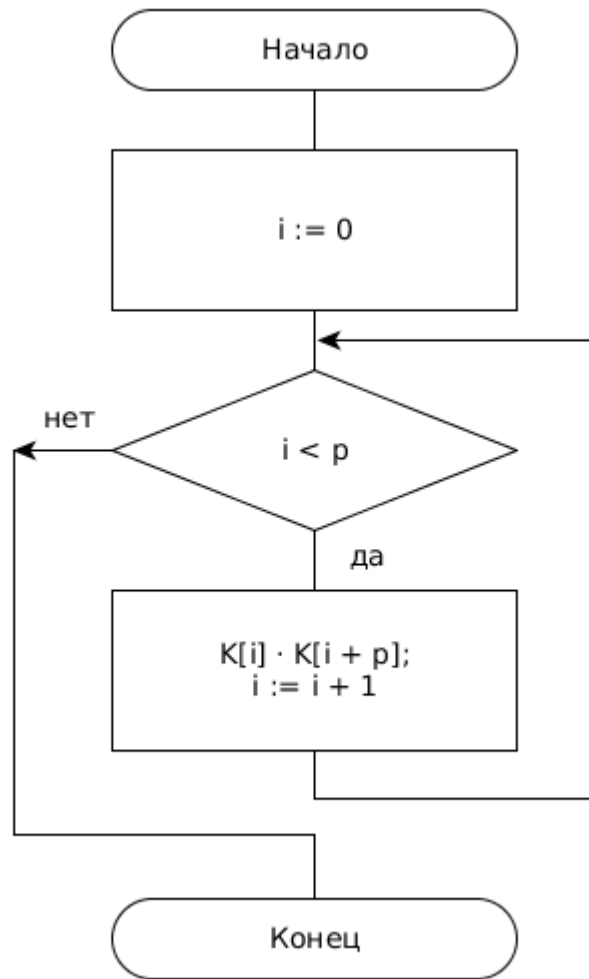 Начало
i := 0
нет
i < p
да
K[i] · K[i + p];
i := i + 1
Конец